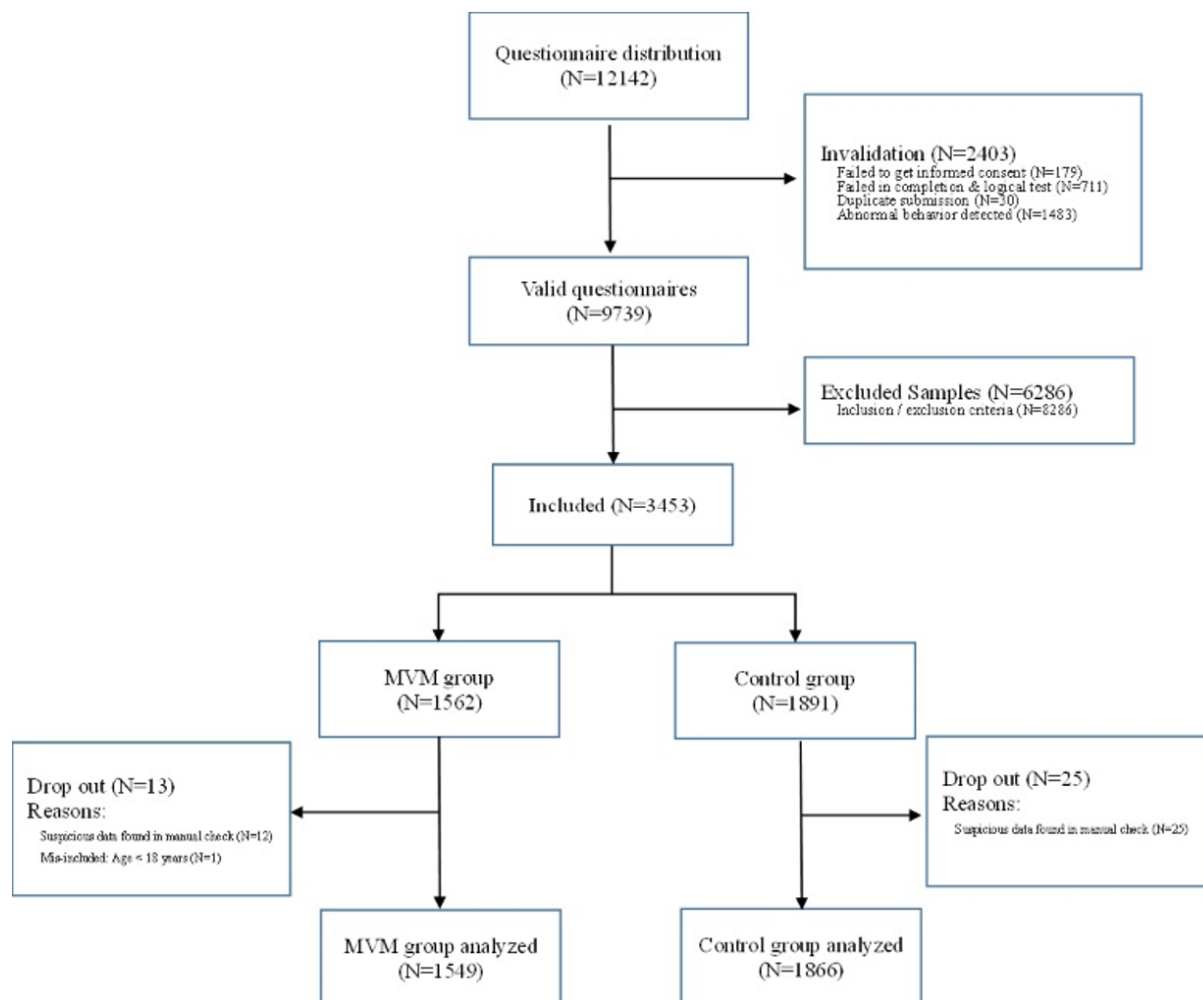 Questionnaire distribution
(N=12142)
Invalidation (N=2403)
Failed to get informed consent (N=179)
Failed in completion & logical test (N=711)
Duplicate submission (N=30)
Abnormal behavior detected (N=1483)
Valid questionnaires
(N=9739)
Excluded Samples (N=6286)
Inclusion / exclusion criteria (N=8286)
Included (N=3453)
MVM group
(N=1562)
Control group
(N=1891)
Drop out (N=13)
Reasons:
Suspicious data found in manual check (N=12)
Mis-included: Age < 18 years (N=1)
Drop out (N=25)
Reasons:
Suspicious data found in manual check (N=25)
MVM group analyzed
(N=1549)
Control group analyzed
(N=1866)